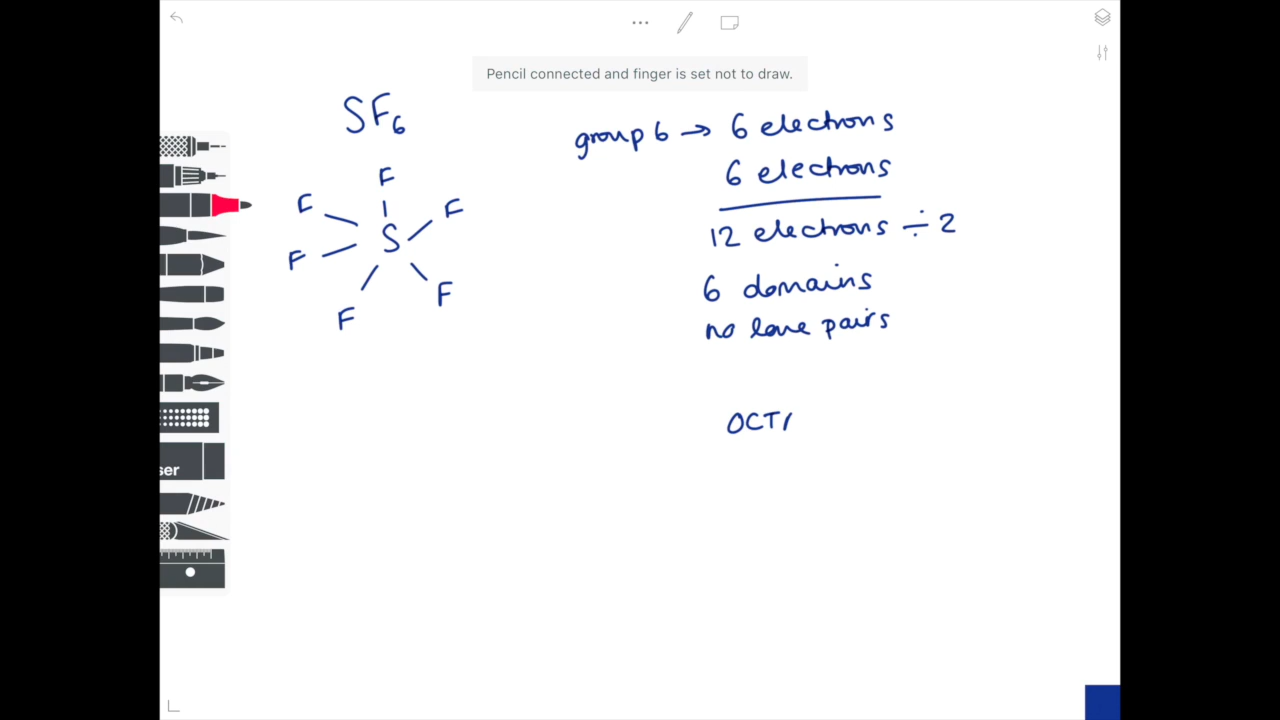 Pencil connected and finger is set not to draw.
SF6
group 6 → 6 electrons
6 electrons
12 electrons ÷ 2
6 domains
no lone pairs
F
F
F
S
F
F
F
OCT
ser